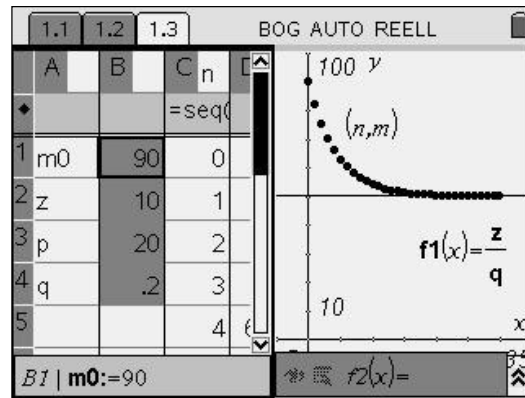 1.1 1.2 1.3 BOG AUTO REELL
A B C n
=seq(
1 m0 90 0
2 z 10 1
3 p 20 2
4 q .2 3
5 4
B1 | m0:=90
100 y
(n,m)
f1(x)=z/q
10
x
f2(x)=